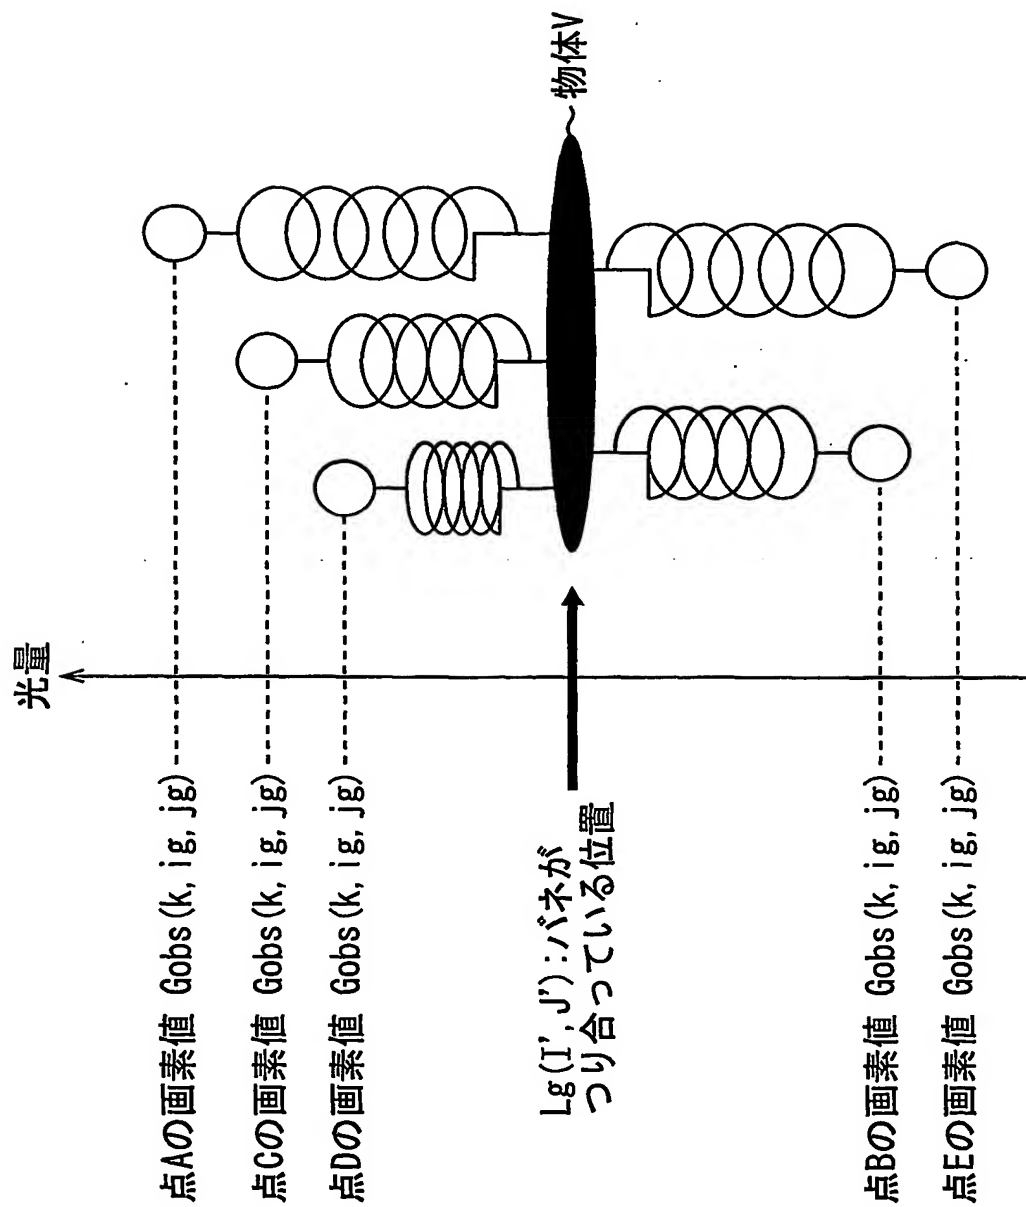 光量
点Aの画素値 Gobs(k, ig, jg)
点Cの画素値 Gobs(k, ig, jg)
点Dの画素値 Gobs(k, ig, jg)
Lg(I', J'):バネが
つり合っている位置
物体V
点Bの画素値 Gobs(k, ig, jg)
点Eの画素値 Gobs(k, ig, jg)